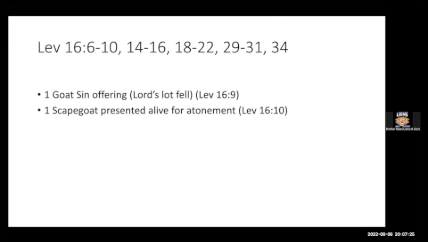 Lev 16:6-10, 14-16, 18-22, 29-31, 34
• 1 Goat Sin offering (Lord's lot fell) (Lev 16:9)
• 1 Scapegoat presented alive for atonement (Lev 16:10)
2022-09-06 20:07:25